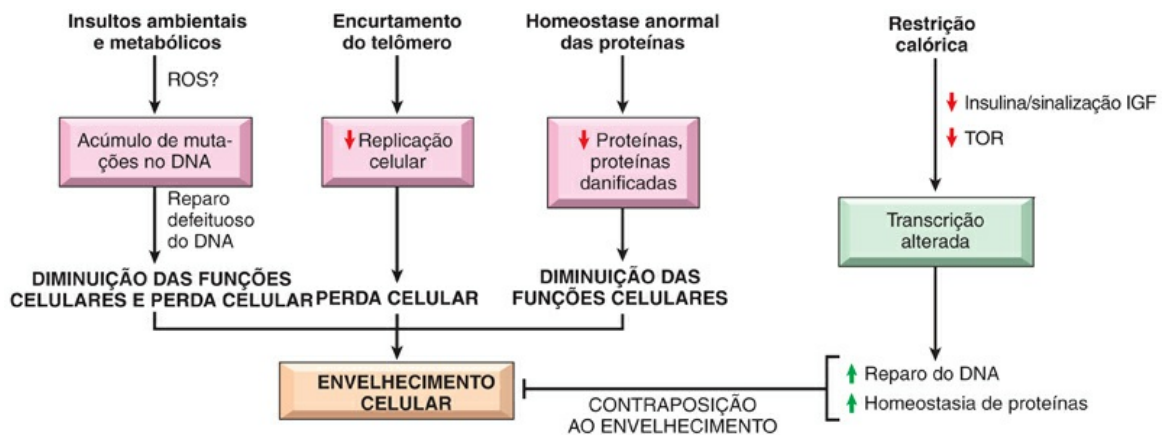 Insultos ambientais
e metabólicos
ROS?
Acúmulo de muta-
ções no DNA
Reparo
defeituoso
do DNA
DIMINUIÇÃO DAS FUNÇÕES
CELULARES E PERDA CELULAR
Encurtamento
do telômero
Replicação
celular
PERDA CELULAR
Homeostase anormal
das proteínas
Proteínas,
proteínas
danificadas
DIMINUIÇÃO DAS
FUNÇÕES CELULARES
ENVELHECIMENTO
CELULAR
Restrição
calórica
Insulina/sinalização IGF
TOR
Transcrição
alterada
Reparo do DNA
Homeostasia de proteínas
CONTRAPOSIÇÃO
AO ENVELHECIMENTO